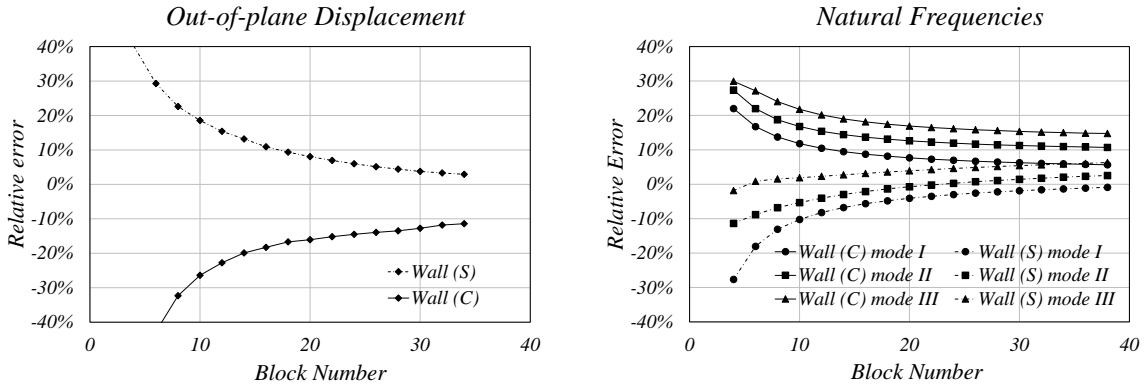 Out-of-plane Displacement
40%
30%
20%
10%
0%
-10%
-20%
-30%
-40%
Relative error
Wall (S)
Wall (C)
0 10 20 30 40
Block Number
Natural Frequencies
40%
30%
20%
10%
0%
-10%
-20%
-30%
-40%
Relative Error
Wall (C) mode I Wall (S) mode I
Wall (C) mode II Wall (S) mode II
Wall (C) mode III Wall (S) mode III
0 10 20 30 40
Block Number